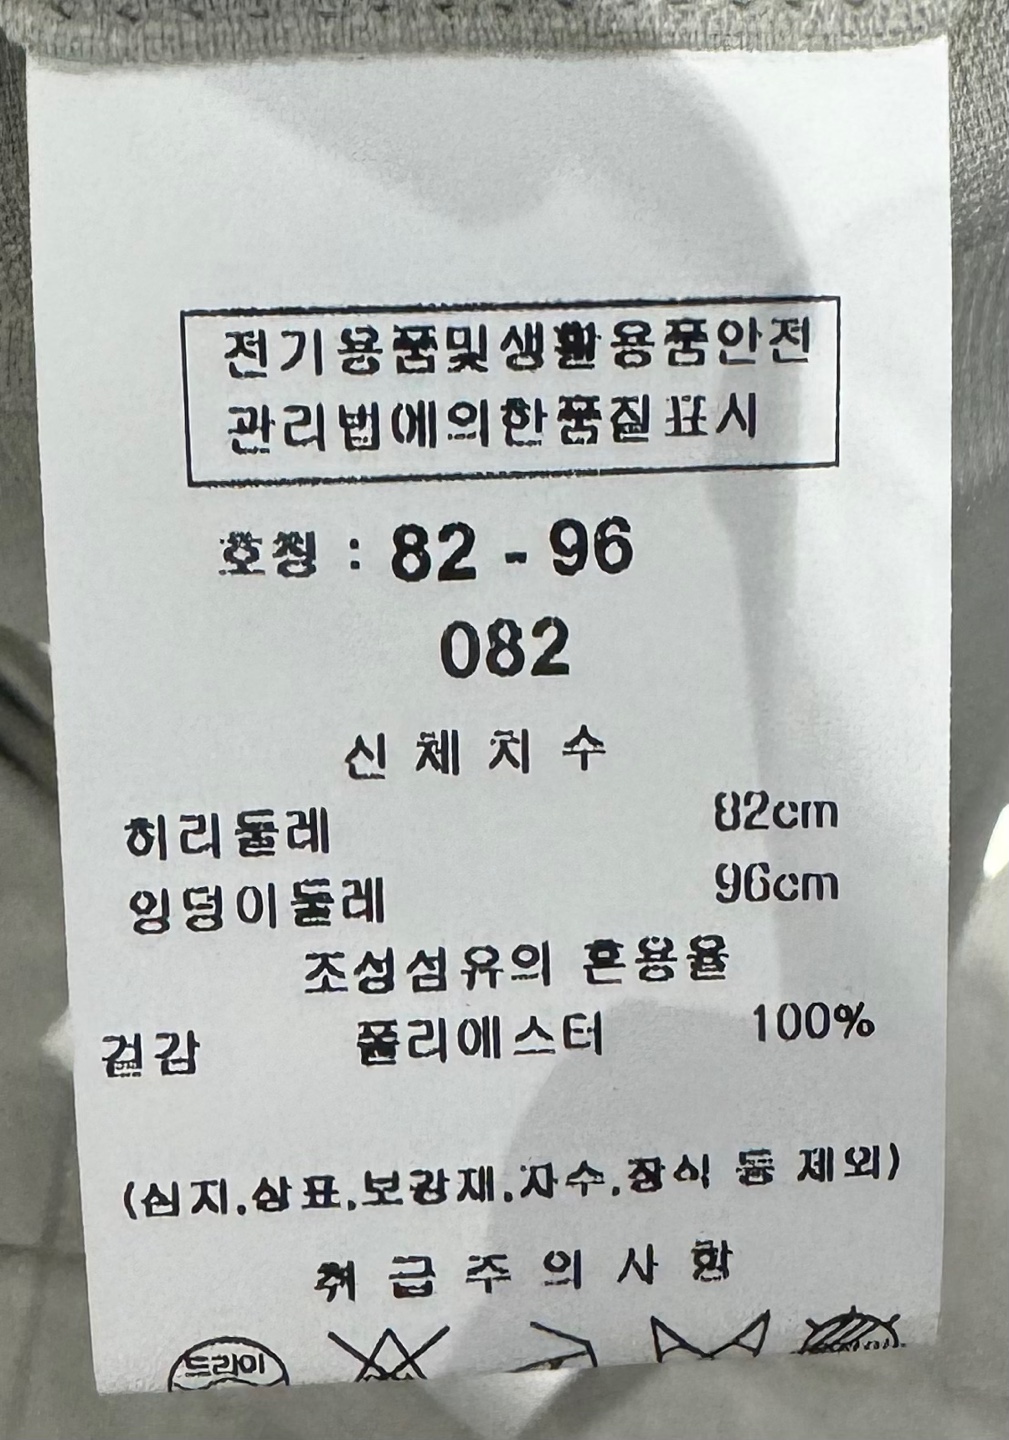 전기용품및생활용품안전
관리법에의한품질표시
호칭 : 82 - 96
082
신체치수
허리둘레 82cm
엉덩이둘레 96cm
조성섬유의 혼용율
겉감 폴리에스터 100%
(심지.상표.보강재.자수.장식 등 제외)
취급주의사항
드라이